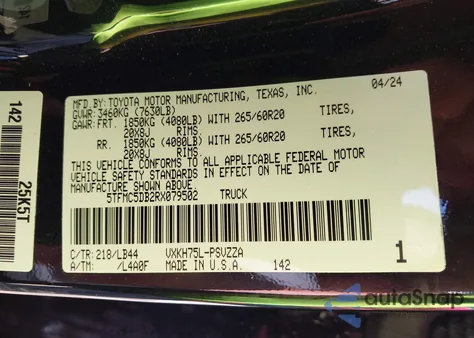 MFD.BY: TOYOTA MOTOR MANUFACTURING, TEXAS, INC. 04/24
GVWR: 3460KG (7630LB)
GAWR: FRT. 1850KG (4080LB) WITH 265/60R20 TIRES,
20X8J RIMS.
RR. 1850KG (4080LB) WITH 265/60R20 TIRES,
20X8J RIMS.
THIS VEHICLE CONFORMS TO ALL APPLICABLE FEDERAL MOTOR
VEHICLE SAFETY STANDARDS IN EFFECT ON THE DATE OF
MANUFACTURE SHOWN ABOVE.
5TFMC5DB2RX079502 TRUCK
C/TR: 218/LB44 VXKH75L-PSVZZA
A/TM: /L4A0F MADE IN U.S.A. 142 1
142
25K5T
autoSnap